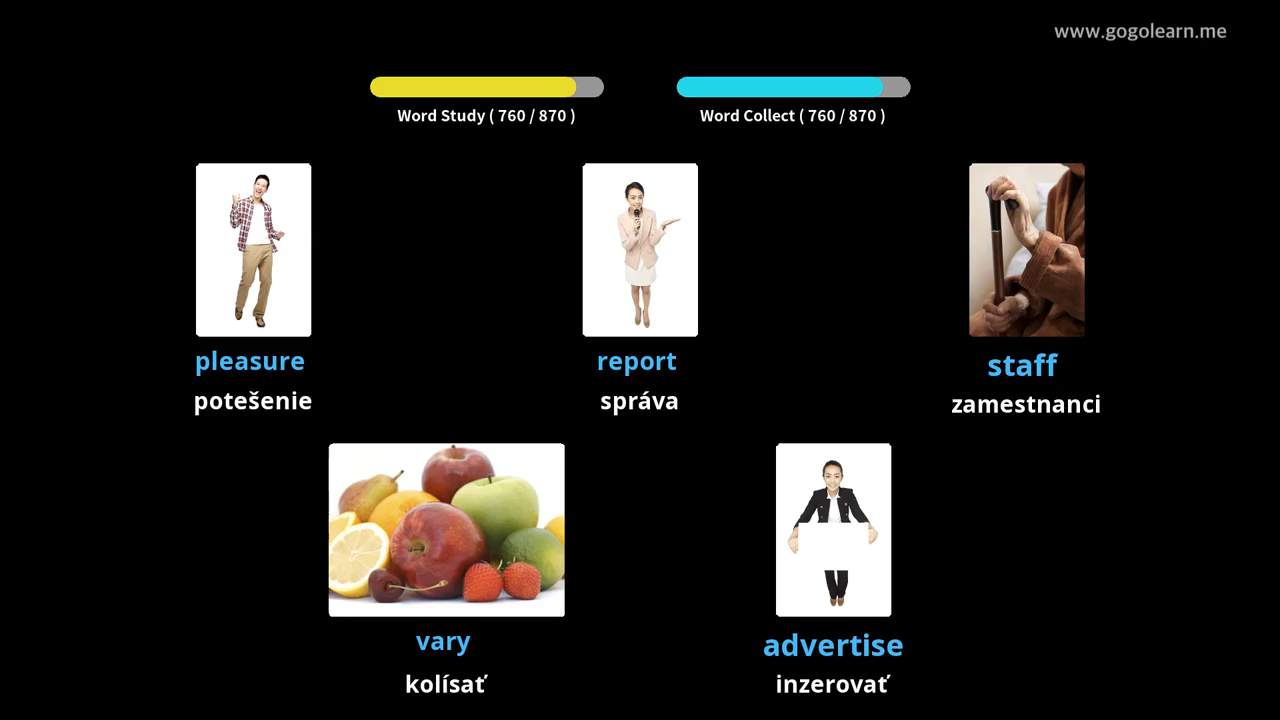 www.gogolearn.me
Word Study ( 760 / 870 )
Word Collect ( 760 / 870 )
pleasure
potešenie
report
správa
staff
zamestnanci
vary
kolísať
advertise
inzerovať